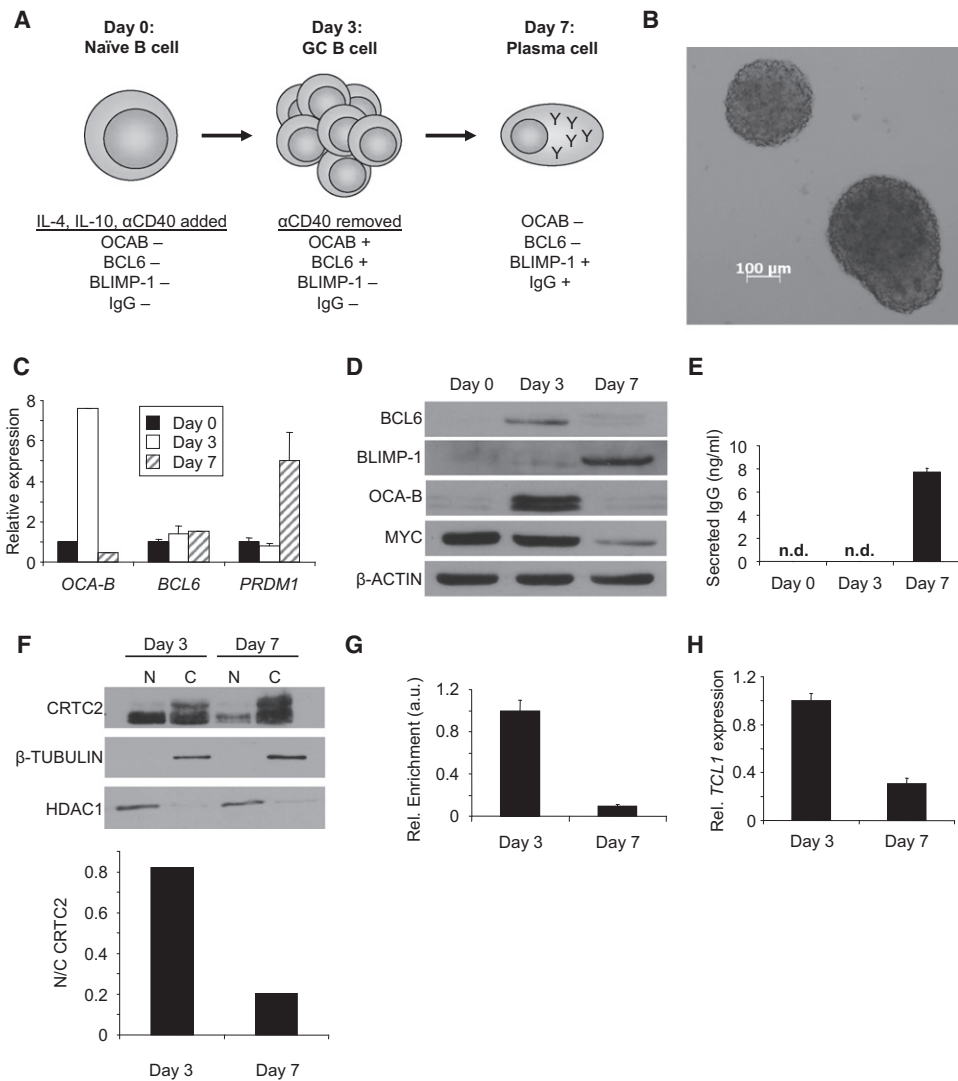 A
Day 0:
Naïve B cell
Day 3:
GC B cell
Day 7:
Plasma cell
Y Y
Y Y
Y
Y
IL-4, IL-10, αCD40 added
OCAB –
BCL6 –
BLIMP-1 –
IgG –
αCD40 removed
OCAB +
BCL6 +
BLIMP-1 –
IgG –
OCAB –
BCL6 –
BLIMP-1 +
IgG +
B
100 µm
C
Relative expression
8
6
4
2
0
Day 0
Day 3
Day 7
OCA-B BCL6 PRDM1
D
Day 0 Day 3 Day 7
BCL6
BLIMP-1
OCA-B
MYC
β-ACTIN
E
Secreted IgG (ng/ml)
10
8
6
4
2
0
n.d. n.d.
Day 0 Day 3 Day 7
F
Day 3 Day 7
N C N C
CRTC2
β-TUBULIN
HDAC1
N/C CRTC2
0.8
0.6
0.4
0.2
0
Day 3 Day 7
G
Rel. Enrichment (a.u.)
1.2
0.8
0.4
0
Day 3 Day 7
H
Rel. TCL1 expression
1.2
0.8
0.4
0
Day 3 Day 7